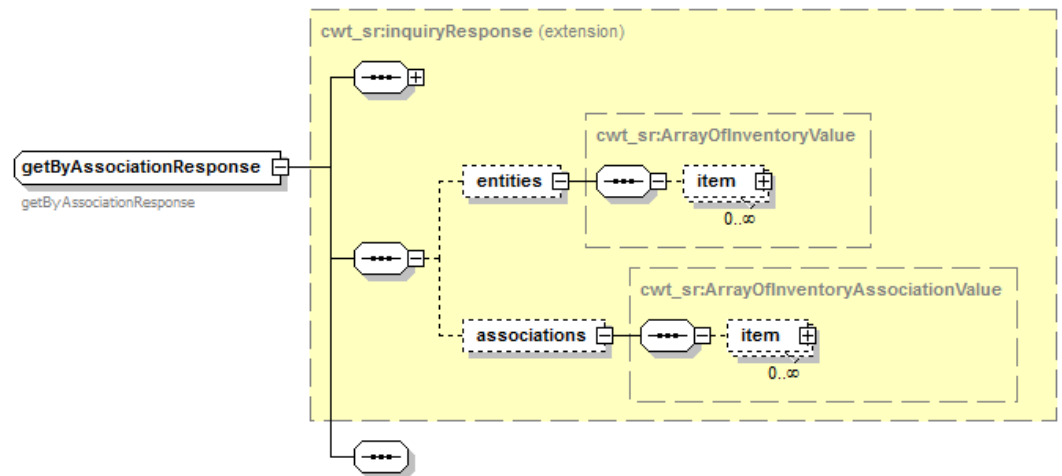 cwt_sr:inquiryResponse (extension)
cwt_sr:ArrayOfInventoryValue
getByAssociationResponse
getByAssociationResponse
entities
item
0..∞
cwt_sr:ArrayOfInventoryAssociationValue
associations
item
0..∞